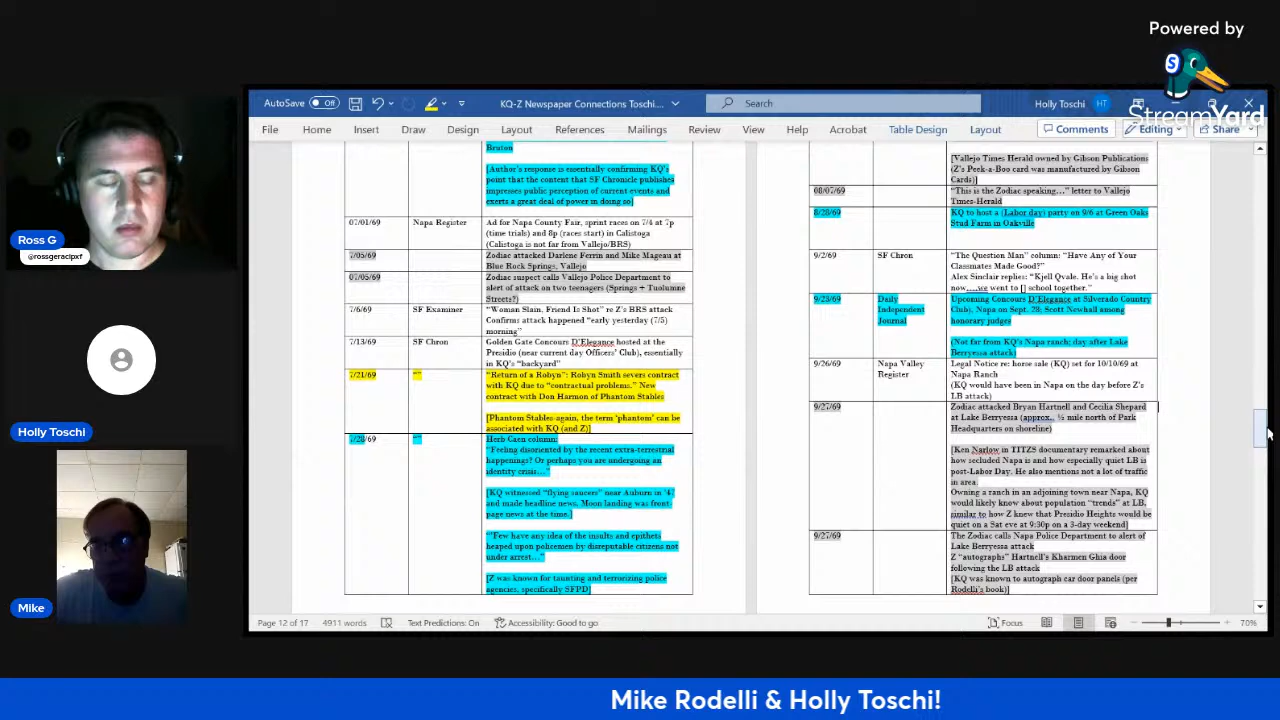 Powered by
StreamYard
AutoSave Off
KQ-Z Newspaper Connections Toschi...
Search
Holly Toschi
HT
File Home Insert Draw Design Layout References Mailings Review View Help Acrobat Table Design Layout
Comments
Editing
Share
Bruton
[Author's response is essentially confirming KQ's
point that the content that SF Chronicle publishes
impresses public perception of current events and
exerts a great deal of power in doing so]
07/01/69 Napa Register Ad for Napa County Fair, sprint races on 7/4 at 7p
(time trials) and 8p (races start) in Calistoga
(Calistoga is not far from Vallejo/BRS)
7/05/69 Zodiac attacked Darlene Ferrin and Mike Mageau at
Blue Rock Springs, Vallejo
07/05/69 Zodiac suspect calls Vallejo Police Department to
alert of attack on two teenagers (Springs + Tuolumne
Streets?)
7/6/69 SF Examiner "Woman Slain, Friend Is Shot" re Z's BRS attack
Confirms attack happened "early yesterday (7/5)
morning"
7/13/69 SF Chron Golden Gate Concours D'Elegance hosted at the
Presidio (near current day Officers' Club), essentially
in KQ's "backyard"
7/21/69 "" "Return of a Robyn": Robyn Smith severs contract
with KQ due to "contractual problems." New
contract with Don Harmon of Phantom Stables
[Phantom Stables-again, the term 'phantom' can be
associated with KQ (and Z)]
7/28/69 "" Herb Caen column:
"Feeling disoriented by the recent extra-terrestrial
happenings? Or perhaps you are undergoing an
identity crisis..."
[KQ witnessed "flying saucers" near Auburn in '47
and made headline news. Moon landing was front-
page news at the time.]
"Few have any idea of the insults and epithets
heaped upon policemen by disreputable citizens not
under arrest..."
[Z was known for taunting and terrorizing police
agencies, specifically SFPD]
[Vallejo Times Herald owned by Gibson Publications
(Z's Peek-a-Boo card was manufactured by Gibson
Cards)]
08/07/69 "This is the Zodiac speaking..." letter to Vallejo
Times-Herald
8/28/69 KQ to host a (Labor day) party on 9/6 at Green Oaks
Stud Farm in Oakville
9/2/69 SF Chron "The Question Man" column: "Have Any of Your
Classmates Made Good?"
Alex Sinclair replies: "Kjell Qvale. He's a big shot
now....we went to [] school together."
9/23/69 Daily
Independent
Journal
Upcoming Concours D'Elegance at Silverado Country
Club), Napa on Sept. 28; Scott Newhall among
honorary judges
(Not far from KQ's Napa ranch; day after Lake
Berryessa attack)
9/26/69 Napa Valley
Register
Legal Notice re: horse sale (KQ) set for 10/10/69 at
Napa Ranch
(KQ would have been in Napa on the day before Z's
LB attack)
9/27/69 Zodiac attacked Bryan Hartnell and Cecilia Shepard
at Lake Berryessa (approx., ½ mile north of Park
Headquarters on shoreline)
[Ken Narlow in TITZS documentary remarked about
how secluded Napa is and how especially quiet LB is
post-Labor Day. He also mentions not a lot of traffic
in area.
Owning a ranch in an adjoining town near Napa, KQ
would likely know about population "trends" at LB,
similar to how Z knew that Presidio Heights would be
quiet on a Sat eve at 9:30p on a 3-day weekend]
9/27/69 The Zodiac calls Napa Police Department to alert of
Lake Berryessa attack
Z "autographs" Hartnell's Kharmen Ghia door
following the LB attack
[KQ was known to autograph car door panels (per
Rodelli's book)]
Page 12 of 17
4911 words
Text Predictions: On
Accessibility: Good to go
Focus
70%
Ross G
@rossgeracipxf
Holly Toschi
Mike
Mike Rodelli & Holly Toschi!